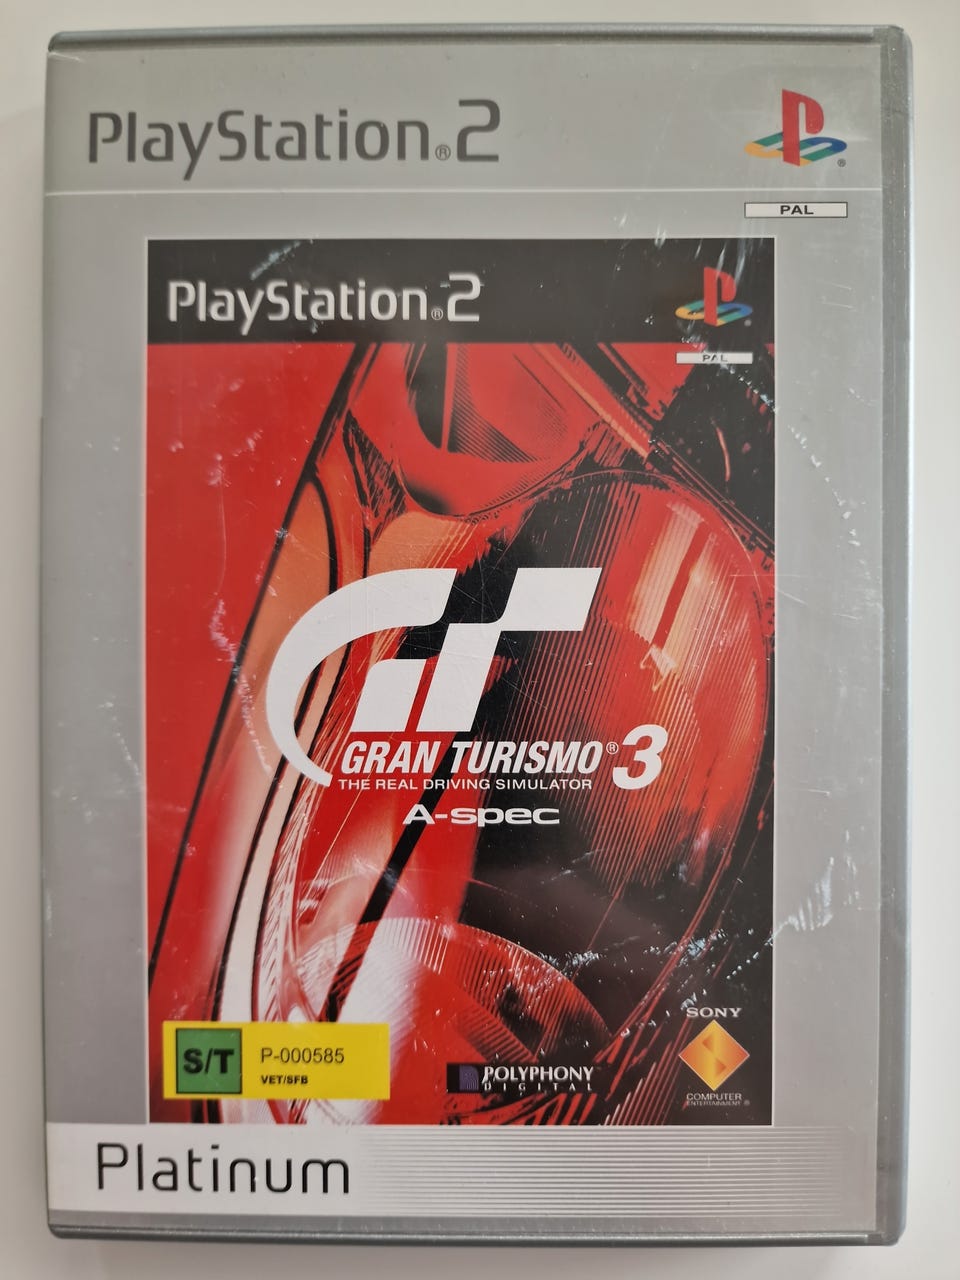 PlayStation®2
PAL
PlayStation®2
PAL
GRAN TURISMO® 3
THE REAL DRIVING SIMULATOR
A-spec
SONY
S/T P-000585
VET/SFB
POLYPHONY
DIGITAL
COMPUTER
ENTERTAINMENT®
Platinum